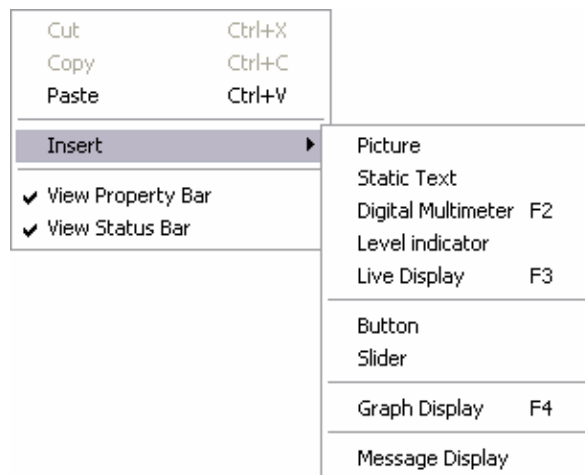 Cut Ctrl+X
Copy Ctrl+C
Paste Ctrl+V
Insert
View Property Bar
View Status Bar
Picture
Static Text
Digital Multimeter F2
Level indicator
Live Display F3
Button
Slider
Graph Display F4
Message Display